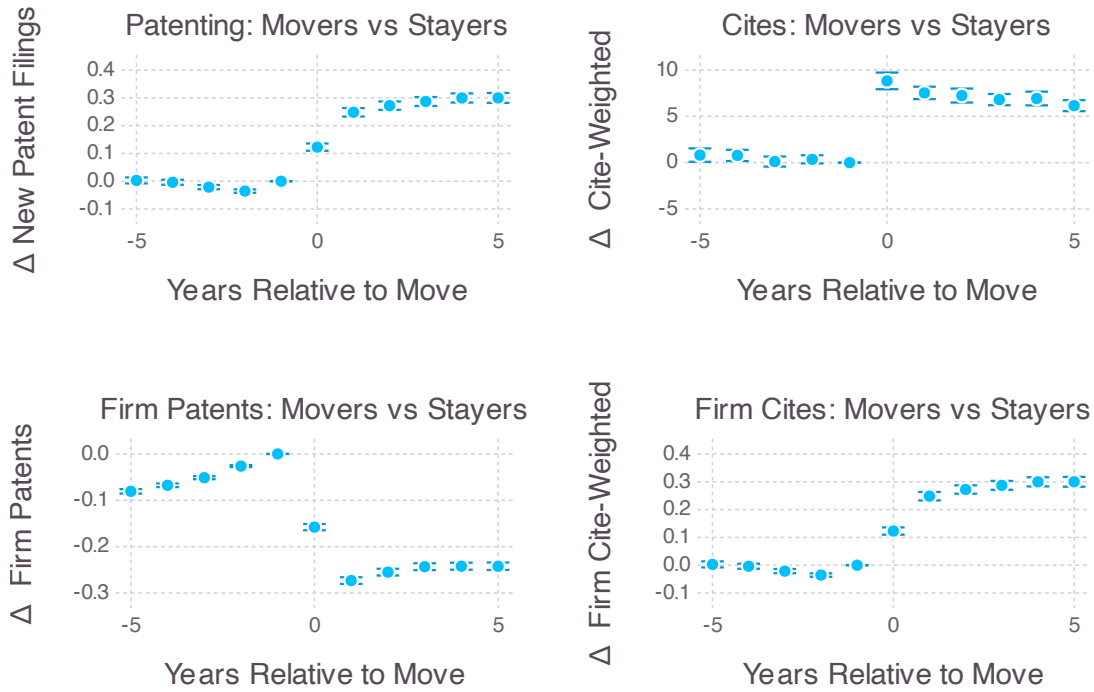 Patenting: Movers vs Stayers
Δ New Patent Filings
0.4
0.3
0.2
0.1
0.0
-0.1
-5
0
5
Years Relative to Move
Cites: Movers vs Stayers
Δ Cite-Weighted
10
5
0
-5
-5
0
5
Years Relative to Move
Firm Patents: Movers vs Stayers
Δ Firm Patents
0.0
-0.1
-0.2
-0.3
-5
0
5
Years Relative to Move
Firm Cites: Movers vs Stayers
Δ Firm Cite-Weighted
0.4
0.3
0.2
0.1
0.0
-0.1
-5
0
5
Years Relative to Move